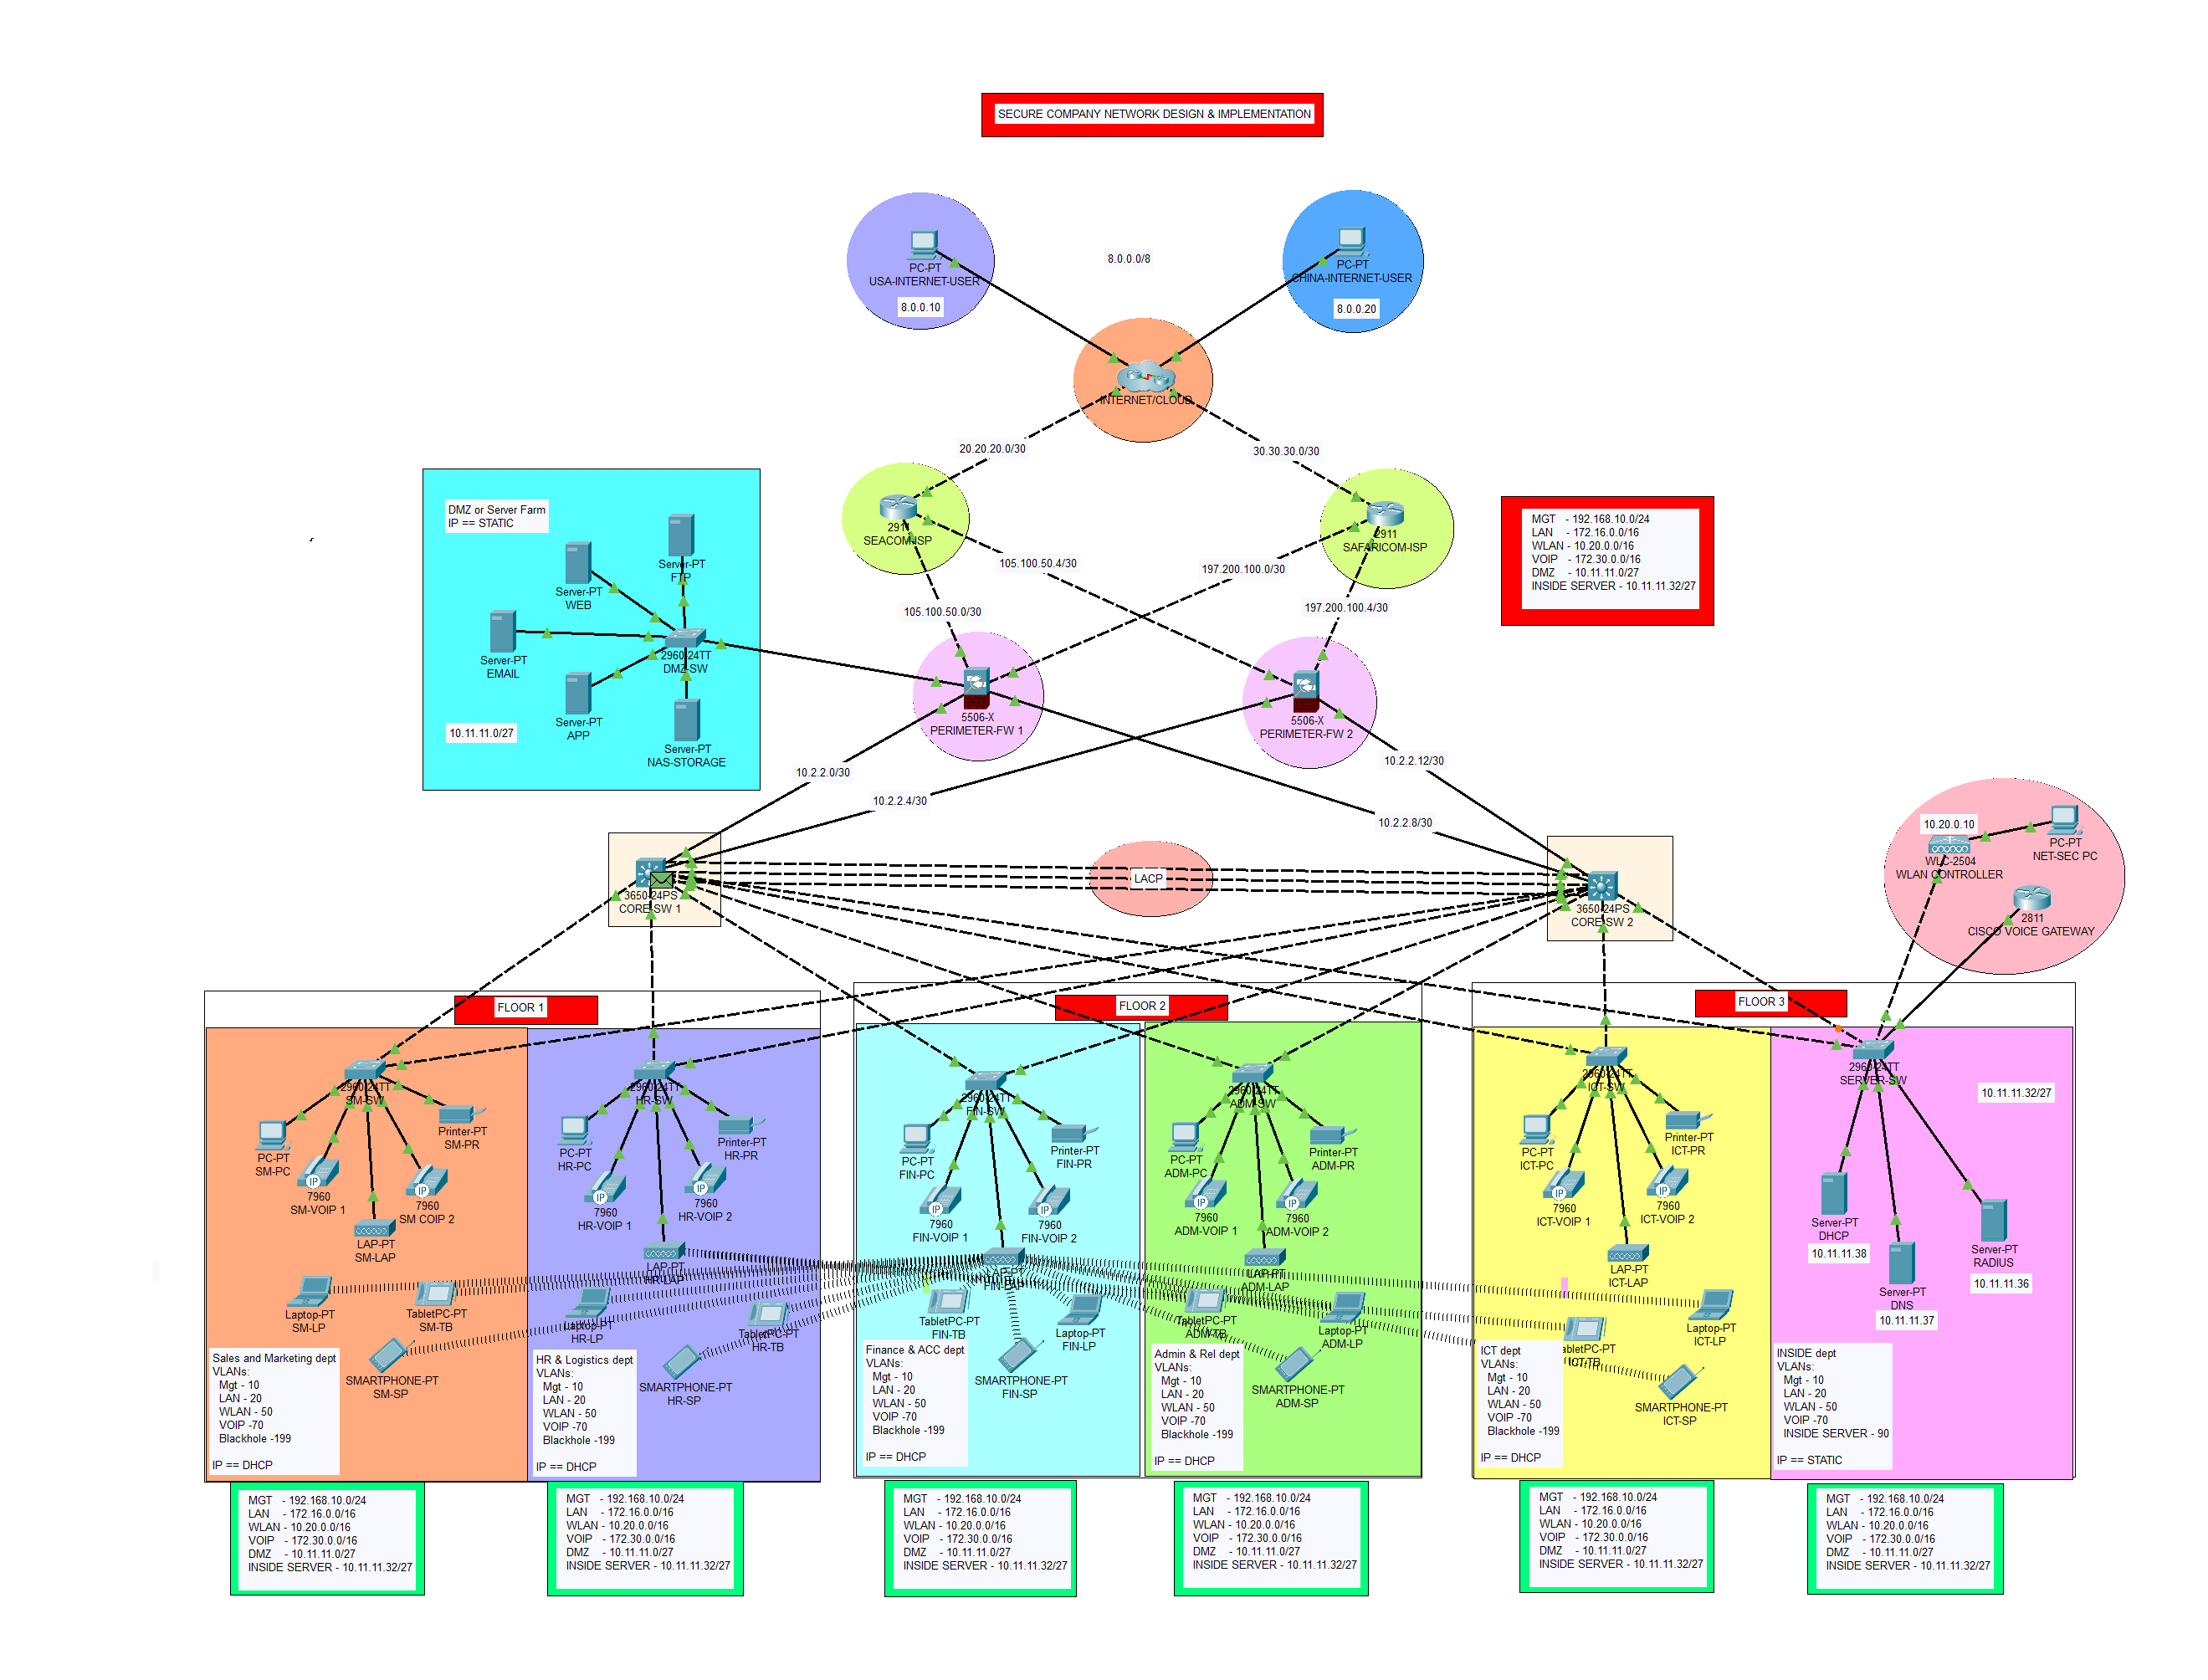 SECURE COMPANY NETWORK DESIGN & IMPLEMENTATION
PC-PT
USA-INTERNET-USER
8.0.0.10
8.0.0.0/8
PC-PT
CHINA-INTERNET-USER
8.0.0.20
INTERNET/CLOUD
20.20.20.0/30
30.30.30.0/30
2911
SEACOM-ISP
2911
SAFARICOM-ISP
105.100.50.4/30
197.200.100.0/30
105.100.50.0/30
197.200.100.4/30
MGT - 192.168.10.0/24
LAN - 172.16.0.0/16
WLAN - 10.20.0.0/16
VOIP - 172.30.0.0/16
DMZ - 10.11.11.0/27
INSIDE SERVER - 10.11.11.32/27
DMZ or Server Farm
IP == STATIC
Server-PT
FTP
Server-PT
WEB
Server-PT
EMAIL
2960-24TT
DMZ-SW
Server-PT
APP
Server-PT
NAS-STORAGE
10.11.11.0/27
5506-X
PERIMETER-FW 1
5506-X
PERIMETER-FW 2
10.2.2.0/30
10.2.2.4/30
10.2.2.12/30
10.2.2.8/30
3650-24PS
CORE-SW 1
LACP
3650-24PS
CORE-SW 2
10.20.0.10
PC-PT
NET-SEC PC
WLC-2504
WLAN CONTROLLER
2811
CISCO VOICE GATEWAY
FLOOR 1
FLOOR 2
FLOOR 3
2960-24TT
SM-SW
Printer-PT
SM-PR
PC-PT
SM-PC
IP
7960
SM-VOIP 1
IP
7960
SM COIP 2
LAP-PT
SM-LAP
Laptop-PT
SM-LP
TabletPC-PT
SM-TB
SMARTPHONE-PT
SM-SP
Sales and Marketing dept
VLANs:
Mgt - 10
LAN - 20
WLAN - 50
VOIP -70
Blackhole -199
IP == DHCP
2960-24TT
HR-SW
Printer-PT
HR-PR
PC-PT
HR-PC
IP
7960
HR-VOIP 1
IP
7960
HR-VOIP 2
LAP-PT
HR-LAP
Laptop-PT
HR-LP
TabletPC-PT
HR-TB
SMARTPHONE-PT
HR-SP
HR & Logistics dept
VLANs:
Mgt - 10
LAN - 20
WLAN - 50
VOIP -70
Blackhole -199
IP == DHCP
2960-24TT
FIN-SW
Printer-PT
FIN-PR
PC-PT
FIN-PC
IP
7960
FIN-VOIP 1
IP
7960
FIN-VOIP 2
LAP-PT
FIN-LAP
TabletPC-PT
FIN-TB
Laptop-PT
FIN-LP
SMARTPHONE-PT
FIN-SP
Finance & ACC dept
VLANs:
Mgt - 10
LAN - 20
WLAN - 50
VOIP -70
Blackhole -199
IP == DHCP
2960-24TT
ADM-SW
Printer-PT
ADM-PR
PC-PT
ADM-PC
IP
7960
ADM-VOIP 1
IP
7960
ADM-VOIP 2
LAP-PT
ADM-LAP
TabletPC-PT
ADM-TB
Laptop-PT
ADM-LP
SMARTPHONE-PT
ADM-SP
Admin & Rel dept
VLANs:
Mgt - 10
LAN - 20
WLAN - 50
VOIP -70
Blackhole -199
IP == DHCP
2960-24TT
ICT-SW
Printer-PT
ICT-PR
PC-PT
ICT-PC
IP
7960
ICT-VOIP 1
IP
7960
ICT-VOIP 2
LAP-PT
ICT-LAP
Laptop-PT
ICT-LP
abletPC-PT
ICT-TB
SMARTPHONE-PT
ICT-SP
ICT dept
VLANs:
Mgt - 10
LAN - 20
WLAN - 50
VOIP -70
Blackhole -199
IP == DHCP
2960-24TT
SERVER-SW
10.11.11.32/27
Server-PT
DHCP
10.11.11.38
Server-PT
RADIUS
10.11.11.36
Server-PT
DNS
10.11.11.37
INSIDE dept
VLANs:
Mgt - 10
LAN - 20
WLAN - 50
VOIP -70
INSIDE SERVER - 90
IP == STATIC
MGT - 192.168.10.0/24
LAN - 172.16.0.0/16
WLAN - 10.20.0.0/16
VOIP - 172.30.0.0/16
DMZ - 10.11.11.0/27
INSIDE SERVER - 10.11.11.32/27
MGT - 192.168.10.0/24
LAN - 172.16.0.0/16
WLAN - 10.20.0.0/16
VOIP - 172.30.0.0/16
DMZ - 10.11.11.0/27
INSIDE SERVER - 10.11.11.32/27
MGT - 192.168.10.0/24
LAN - 172.16.0.0/16
WLAN - 10.20.0.0/16
VOIP - 172.30.0.0/16
DMZ - 10.11.11.0/27
INSIDE SERVER - 10.11.11.32/27
MGT - 192.168.10.0/24
LAN - 172.16.0.0/16
WLAN - 10.20.0.0/16
VOIP - 172.30.0.0/16
DMZ - 10.11.11.0/27
INSIDE SERVER - 10.11.11.32/27
MGT - 192.168.10.0/24
LAN - 172.16.0.0/16
WLAN - 10.20.0.0/16
VOIP - 172.30.0.0/16
DMZ - 10.11.11.0/27
INSIDE SERVER - 10.11.11.32/27
MGT - 192.168.10.0/24
LAN - 172.16.0.0/16
WLAN - 10.20.0.0/16
VOIP - 172.30.0.0/16
DMZ - 10.11.11.0/27
INSIDE SERVER - 10.11.11.32/27